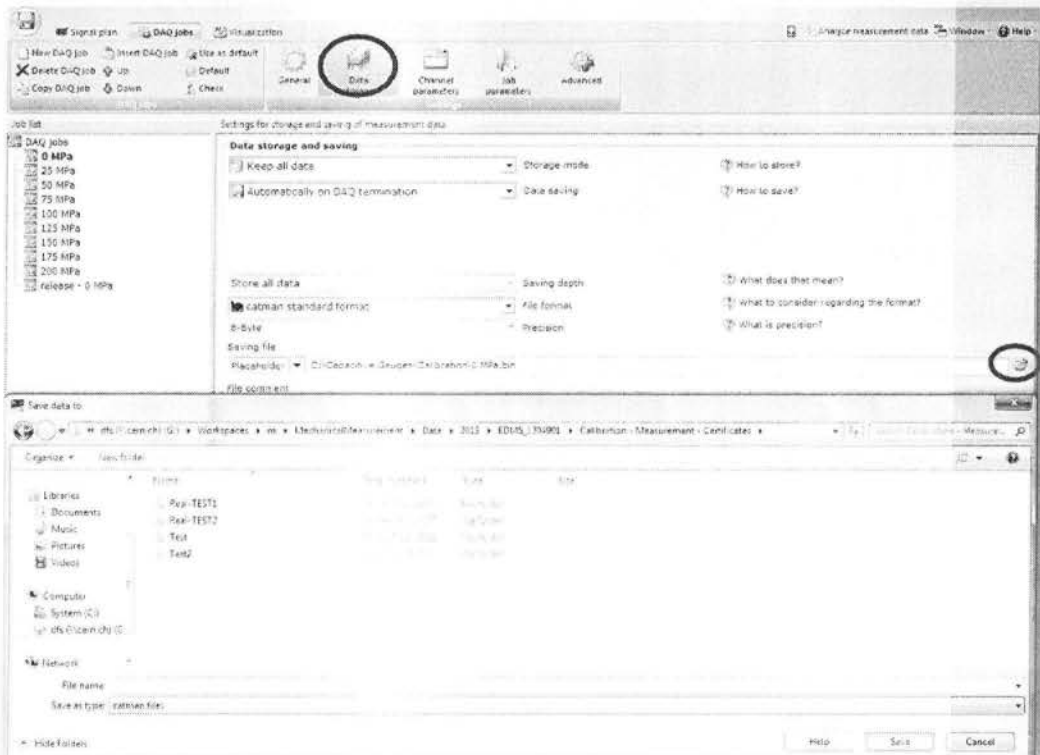 Signal plan DAQ jobs Visualization Analyze measurement data Window Help
New DAQ job Insert DAQ job Use as default
Delete DAQ job Up Default
Copy DAQ job Down Check
General Data Channel parameters Job parameters Advanced
DAQ jobs Settings
Job list Settings for storage and saving of measurement data
DAQ jobs
0 MPa
25 MPa
50 MPa
75 MPa
100 MPa
125 MPa
150 MPa
175 MPa
200 MPa
release - 0 MPa
Data storage and saving
Keep all data Storage mode How to store?
Automatically on DAQ termination Data saving How to save?
Store all data Saving depth What does that mean?
catman standard format File format What to consider regarding the format?
8-Byte Precision What is precision?
Saving file
Placeholder
File comment
Save data to
Workspaces Data Calibration - Measurement - Certificates
Organize New folder
Name
Real-TEST1
Real-TEST2
Test
Test2
Libraries
Documents
Music
Pictures
Videos
Computer
System (C:)
Network
File name
Save as type: catman files
Hide Folders Help Save Cancel